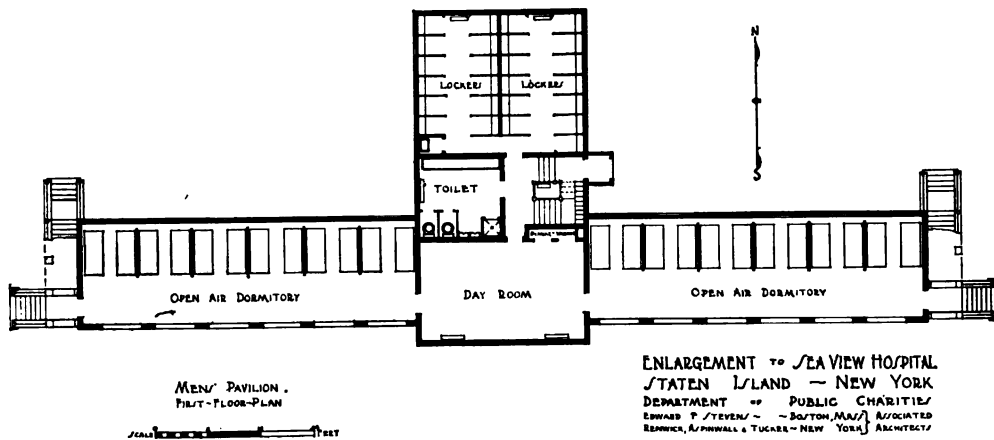 N
LOCKERS
LOCKERS
S
TOILET
OPEN AIR DORMITORY
DAY ROOM
OPEN AIR DORMITORY
MENS' PAVILION.
FIRST-FLOOR-PLAN
SCALE
FEET
ENLARGEMENT TO SEA VIEW HOSPITAL
STATEN ISLAND ~ NEW YORK
DEPARTMENT OF PUBLIC CHARITIES
EDWARD F STEVENS ~ ~ BOSTON, MASS } ASSOCIATED
RENWICK, ASPINWALL & TUCKER ~ NEW YORK } ARCHITECTS